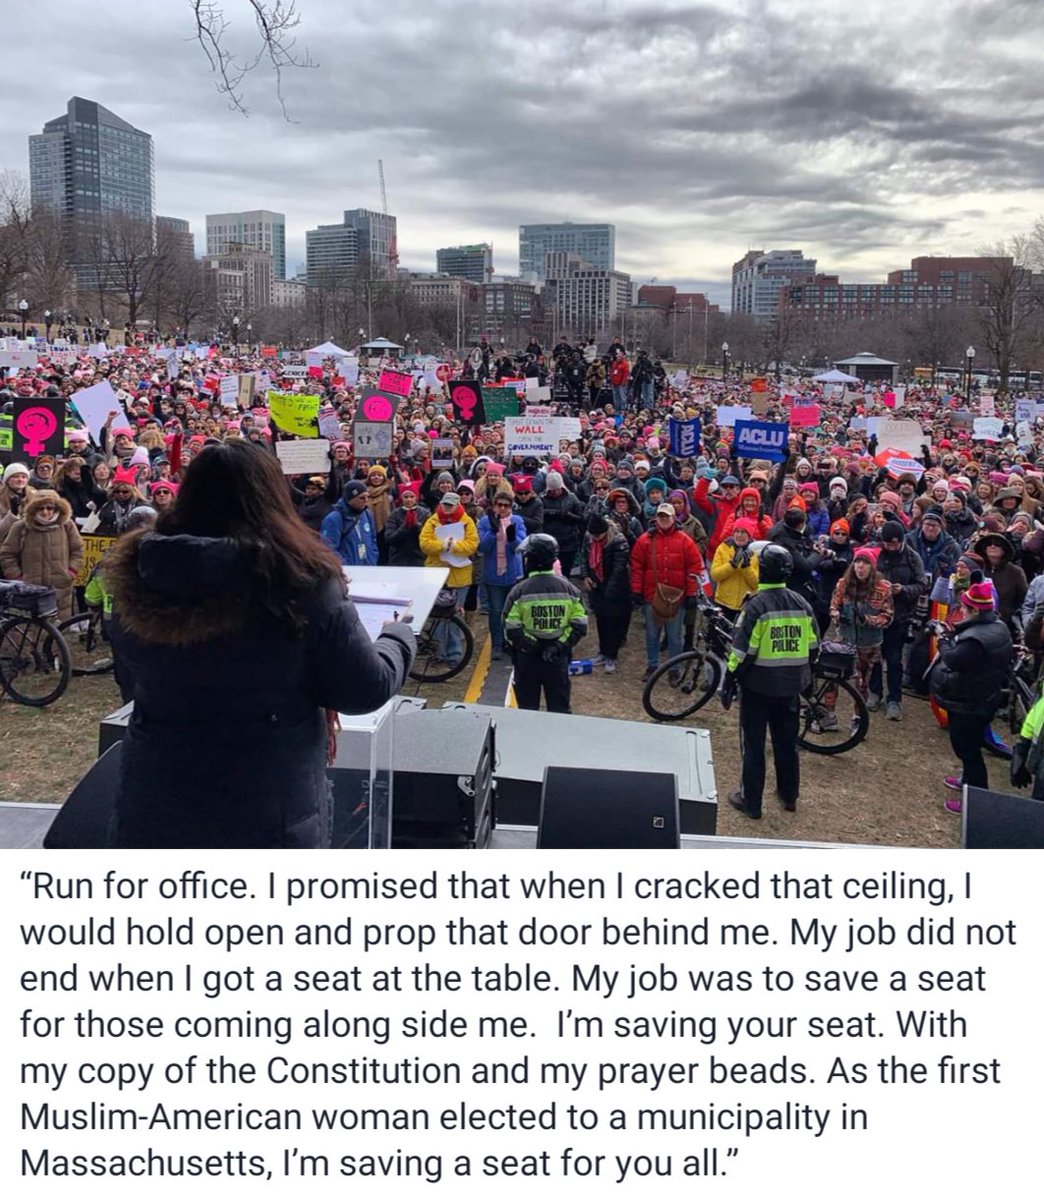 WALL
GOVERNMENT
ACLU
Massachusetts
THE F
BOSTON
POLICE
BOSTON
POLICE
“Run for office. I promised that when I cracked that ceiling, I
would hold open and prop that door behind me. My job did not
end when I got a seat at the table. My job was to save a seat
for those coming along side me.  I’m saving your seat. With
my copy of the Constitution and my prayer beads. As the first
Muslim-American woman elected to a municipality in
Massachusetts, I’m saving a seat for you all.”